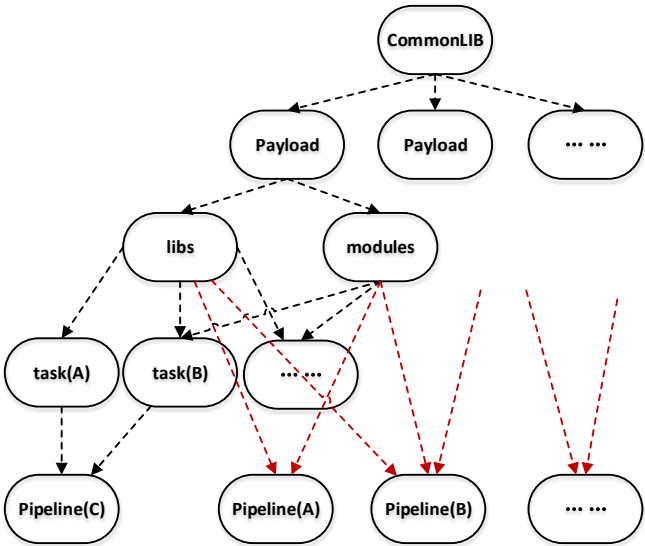 CommonLIB
Payload
Payload
... ...
libs
modules
task(A)
task(B)
... ...
Pipeline(C)
Pipeline(A)
Pipeline(B)
... ...